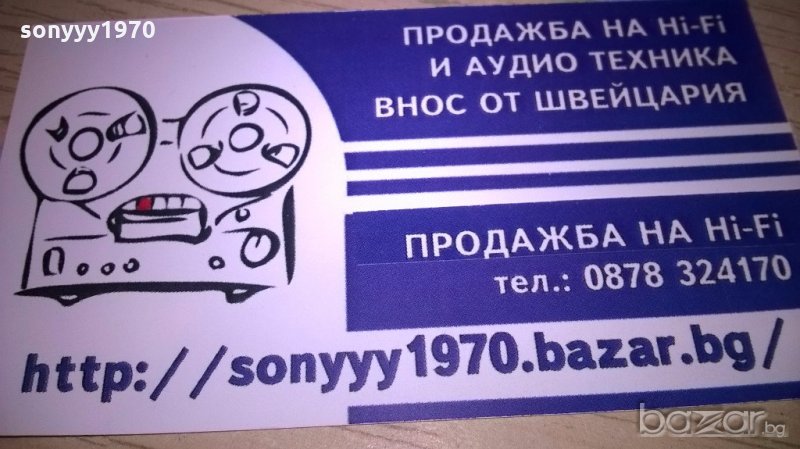 sonyyy1970
ПРОДАЖБА НА Hi-Fi
И АУДИО ТЕХНИКА
ВНОС ОТ ШВЕЙЦАРИЯ
ПРОДАЖБА НА Hi-Fi
тел.: 0878 324170
http://sonyyy1970.bazar.bg/
bazar.bg